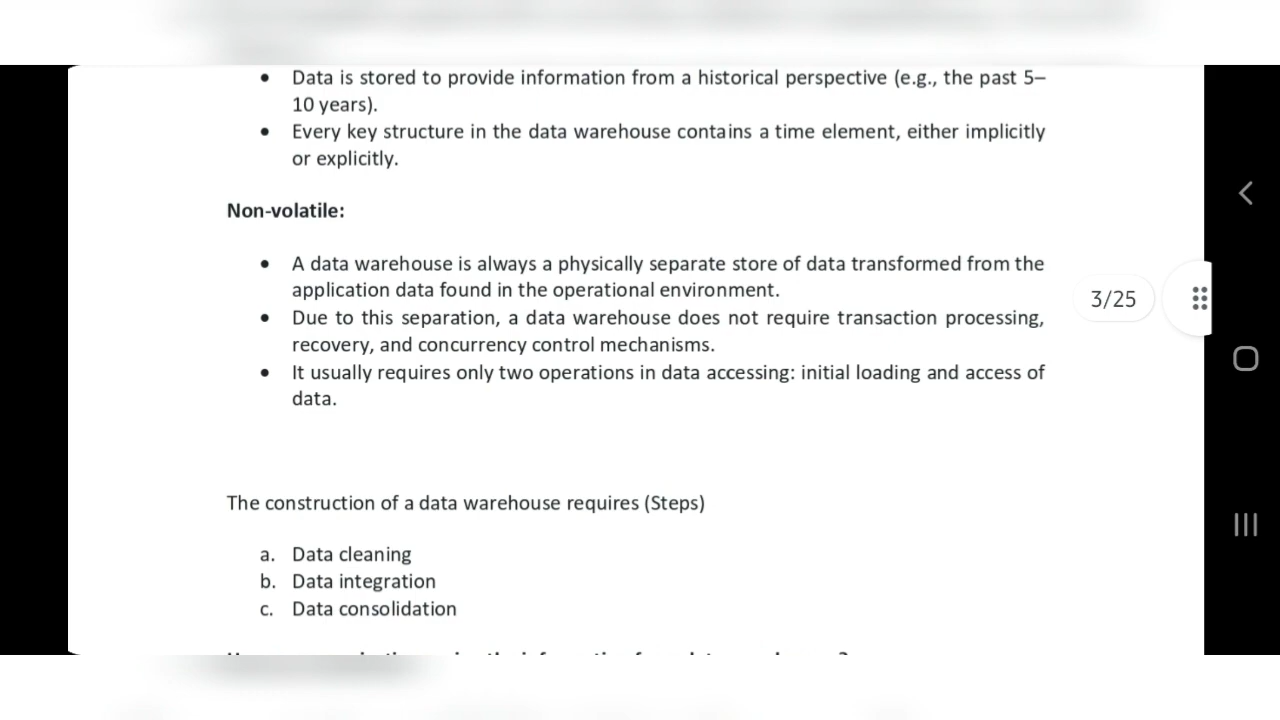 • Data is stored to provide information from a historical perspective (e.g., the past 5–
10 years).
• Every key structure in the data warehouse contains a time element, either implicitly
or explicitly.
Non-volatile:
• A data warehouse is always a physically separate store of data transformed from the
application data found in the operational environment.
• Due to this separation, a data warehouse does not require transaction processing,
recovery, and concurrency control mechanisms.
• It usually requires only two operations in data accessing: initial loading and access of
data.
3/25
The construction of a data warehouse requires (Steps)
a. Data cleaning
b. Data integration
c. Data consolidation